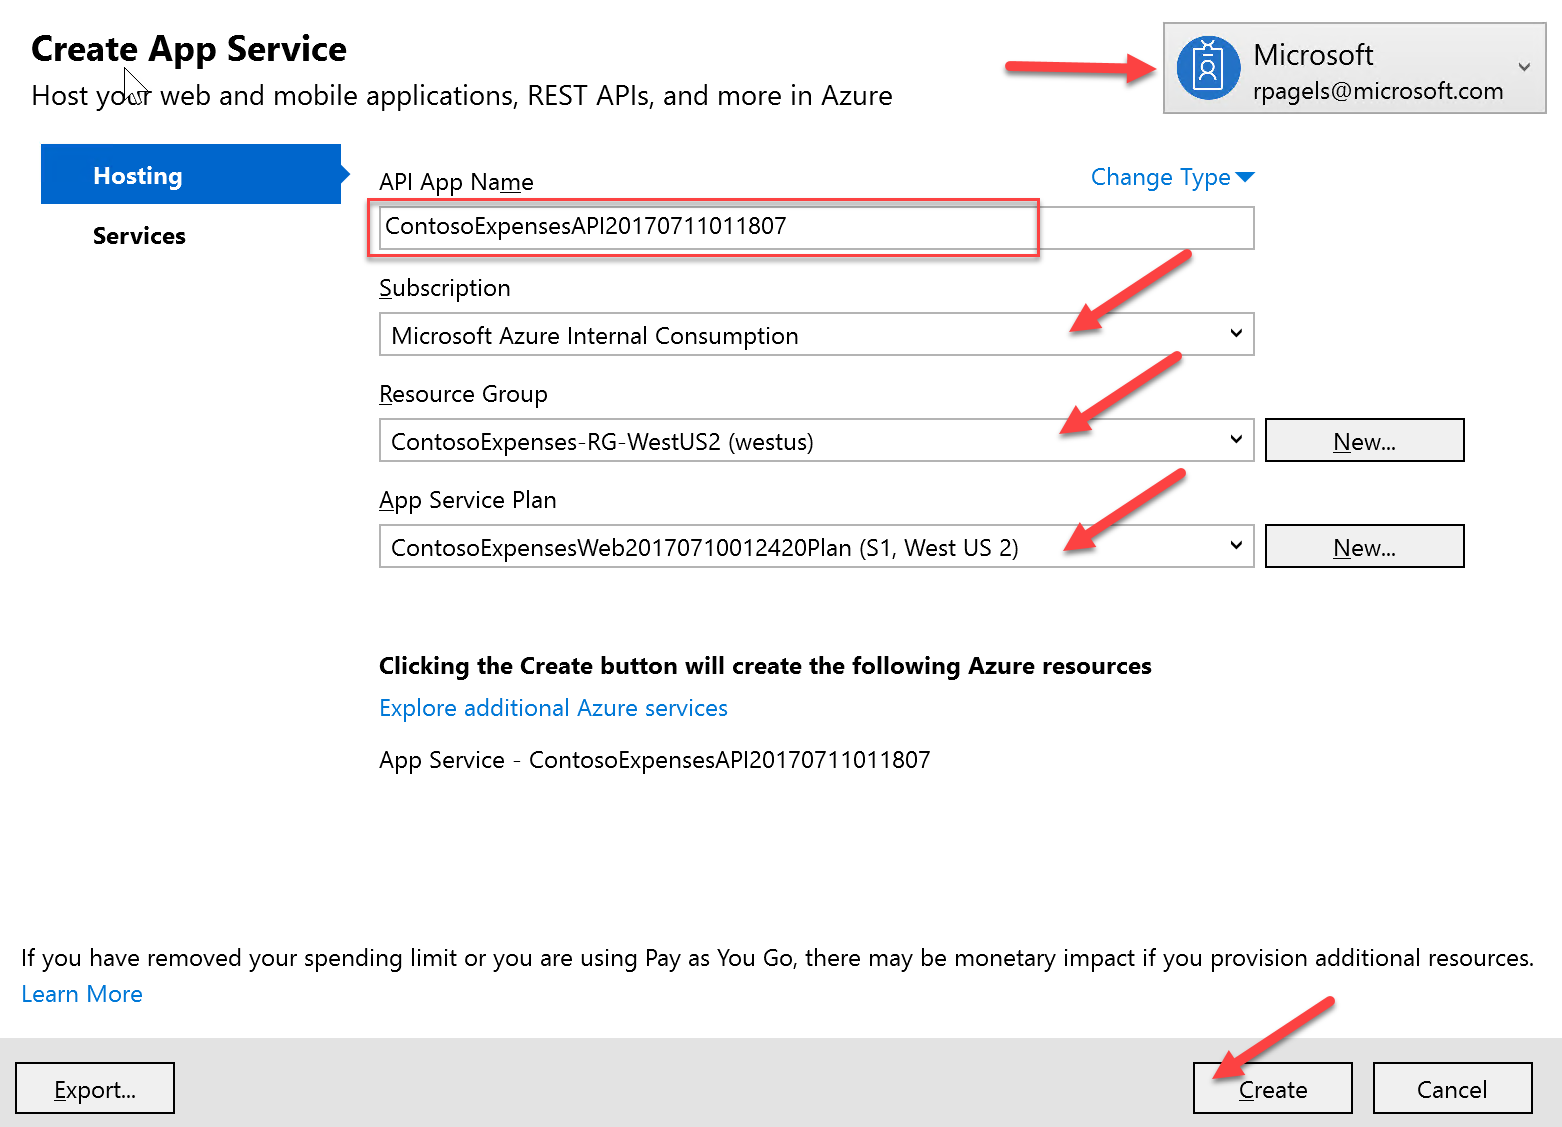 Create App Service
Host your web and mobile applications, REST APIs, and more in Azure
Microsoft
rpagels@microsoft.com
Hosting
Services
API App Name
Change Type
ContosoExpensesAPI20170711011807
Subscription
Microsoft Azure Internal Consumption
Resource Group
ContosoExpenses-RG-WestUS2 (westus)
New...
App Service Plan
ContosoExpensesWeb20170710012420Plan (S1, West US 2)
New...
Clicking the Create button will create the following Azure resources
Explore additional Azure services
App Service - ContosoExpensesAPI20170711011807
If you have removed your spending limit or you are using Pay as You Go, there may be monetary impact if you provision additional resources.
Learn More
Export...
Create
Cancel